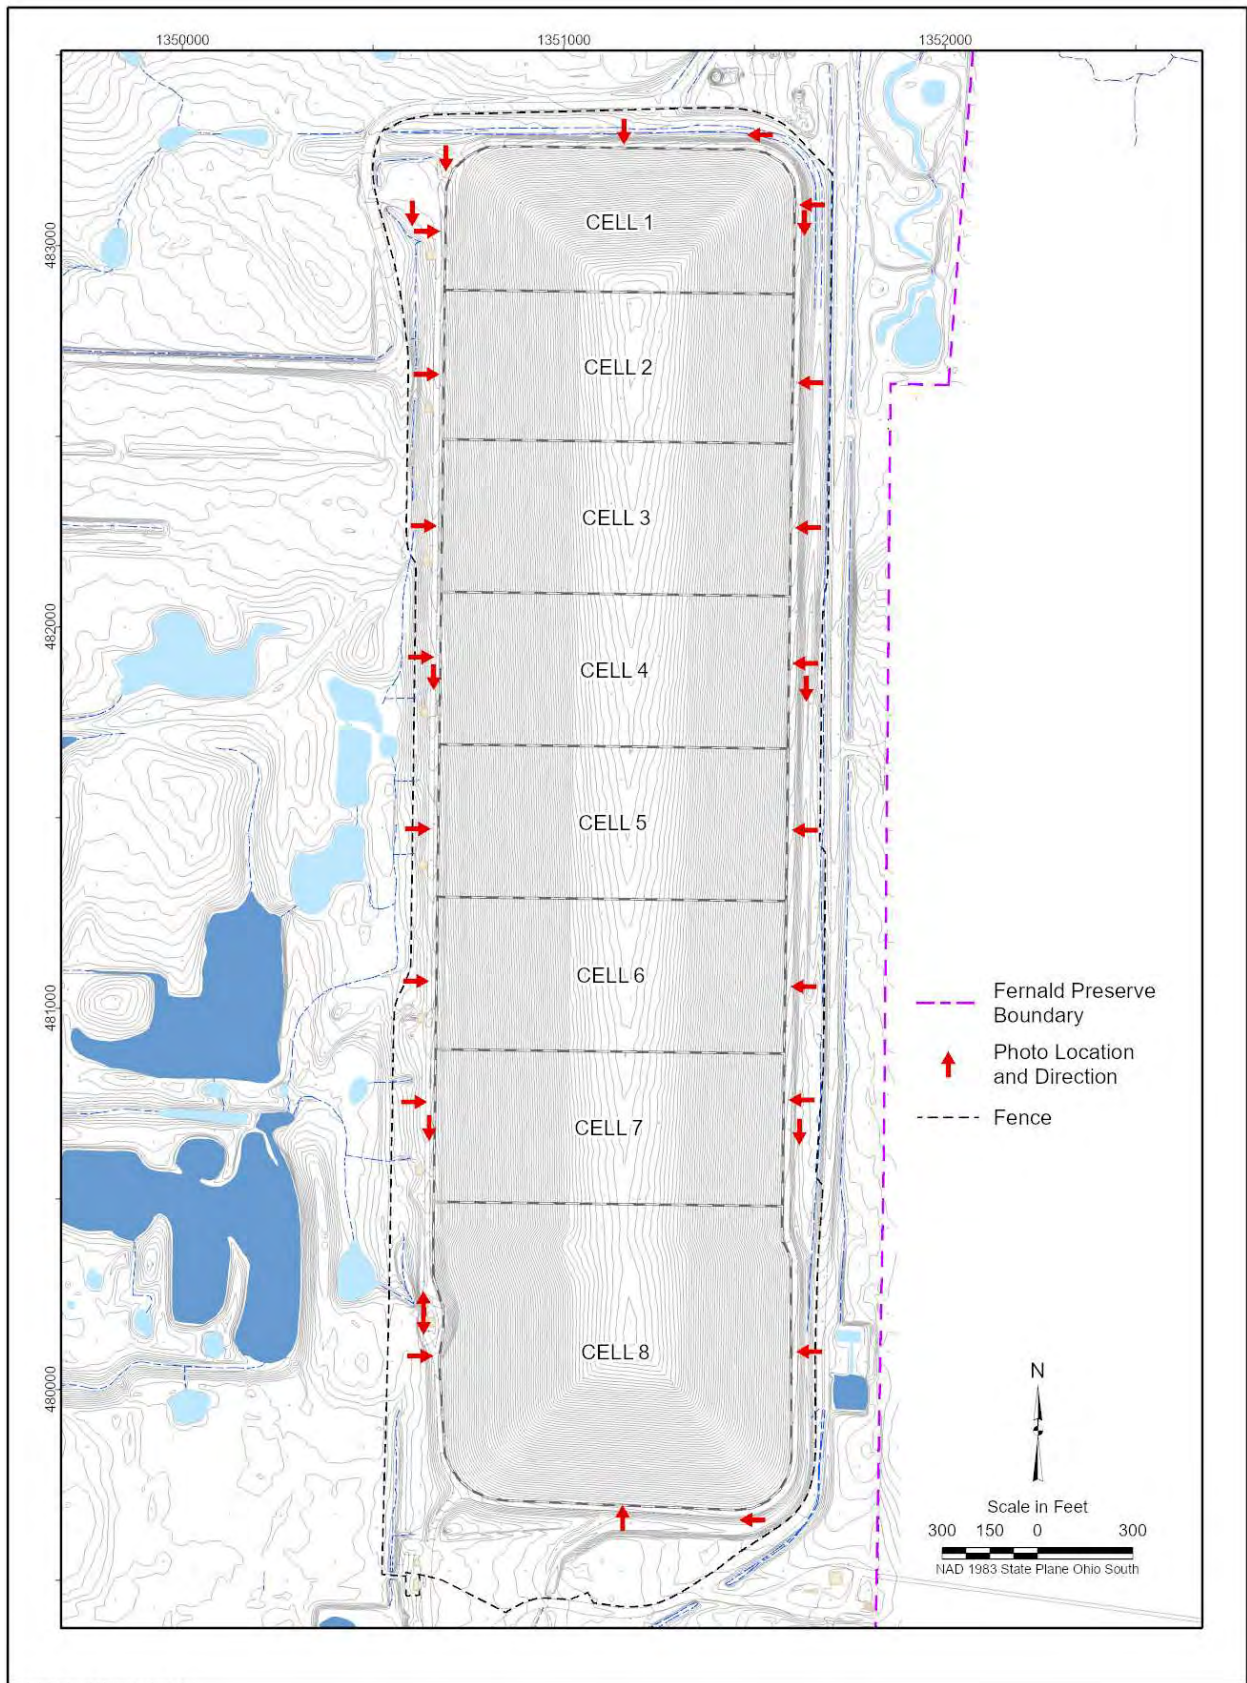 1350000
1351000
1352000
483000
482000
481000
480000
CELL 1
CELL 2
CELL 3
CELL 4
CELL 5
CELL 6
CELL 7
CELL 8
Fernald Preserve
Boundary
Photo Location
and Direction
Fence
N
Scale in Feet
300 150 0 300
NAD 1983 State Plane Ohio South